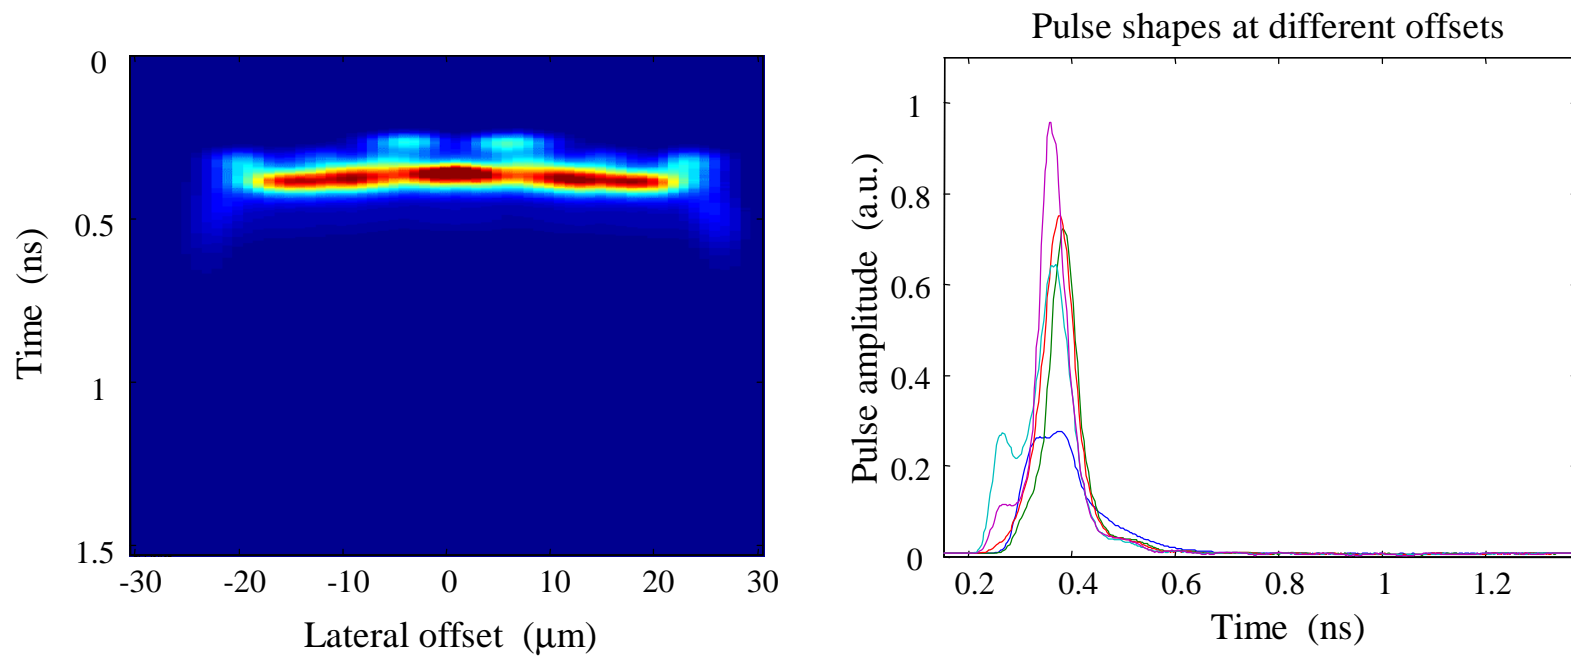 0
0.5
1
1.5
Time (ns)
-30 -20 -10 0 10 20 30
Lateral offset (μm)
Pulse shapes at different offsets
1
0.8
0.6
0.4
0.2
0
Pulse amplitude (a.u.)
0.2 0.4 0.6 0.8 1 1.2
Time (ns)